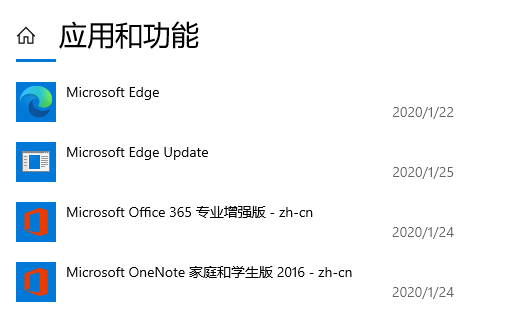 应用和功能
Microsoft Edge
2020/1/22
Microsoft Edge Update
2020/1/25
Microsoft Office 365 专业增强版 - zh-cn
2020/1/24
Microsoft OneNote 家庭和学生版 2016 - zh-cn
2020/1/24